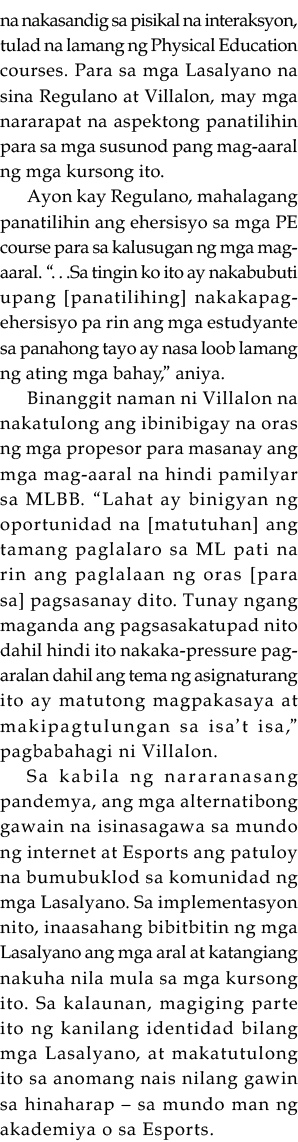 na nakasandig sa pisikal na interaksyon,
tulad na lamang ng Physical Education
courses. Para sa mga Lasalyano na
sina Regulano at Villalon, may mga
nararapat na aspektong panatilihin
para sa mga susunod pang mag-aaral
ng mga kursong ito.
Ayon kay Regulano, mahalagang
panatilihin ang ehersisyo sa mga PE
course para sa kalusugan ng mga mag-
aaral. “. . .Sa tingin ko ito ay nakabubuti
upang [panatilihing] nakakapag-
ehersisyo pa rin ang mga estudyante
sa panahong tayo ay nasa loob lamang
ng ating mga bahay,” aniya.
Binanggit naman ni Villalon na
nakatulong ang ibinibigay na oras
ng mga propesor para masanay ang
mga mag-aaral na hindi pamilyar
sa MLBB. “Lahat ay binigyan ng
oportunidad na [matutuhan] ang
tamang paglalaro sa ML pati na
rin ang paglalaan ng oras [para
sa] pagsasanay dito. Tunay ngang
maganda ang pagsasakatupad nito
dahil hindi ito nakaka-pressure pag-
aralan dahil ang tema ng asignaturang
ito ay matutong magpakasaya at
makipagtulungan sa isa’t isa,”
pagbabahagi ni Villalon.
Sa kabila ng nararanasang
pandemya, ang mga alternatibong
gawain na isinasagawa sa mundo
ng internet at Esports ang patuloy
na bumubuklod sa komunidad ng
mga Lasalyano. Sa implementasyon
nito, inaasahang bibitbitin ng mga
Lasalyano ang mga aral at katangiang
nakuha nila mula sa mga kursong
ito. Sa kalaunan, magiging parte
ito ng kanilang identidad bilang
mga Lasalyano, at makatutulong
ito sa anomang nais nilang gawin
sa hinaharap – sa mundo man ng
akademiya o sa Esports.